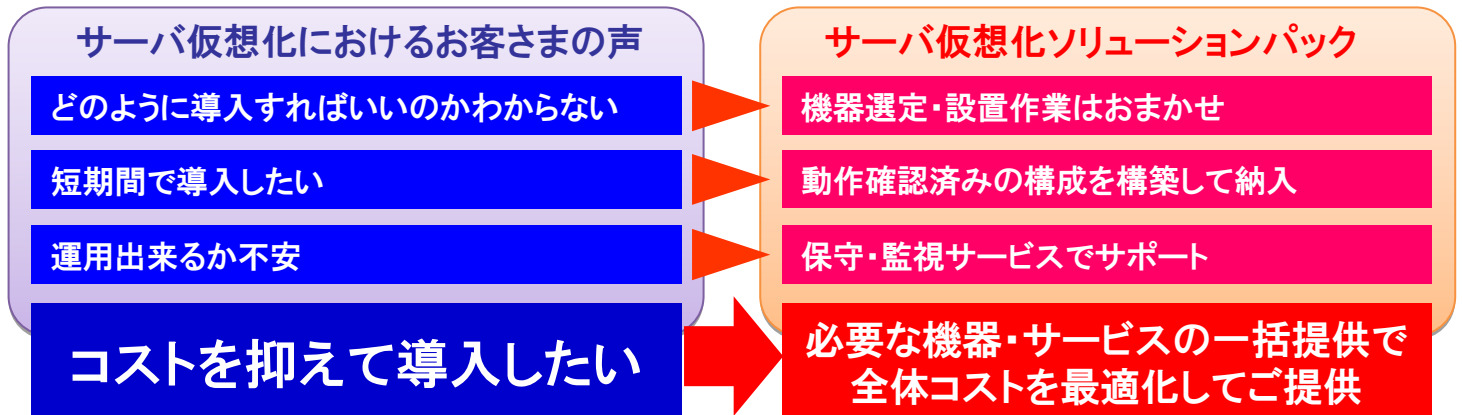 サーバ仮想化におけるお客さまの声
どのように導入すればいいのかわからない
短期間で導入したい
運用出来るか不安
コストを抑えて導入したい
サーバ仮想化ソリューションパック
機器選定・設置作業はおまかせ
動作確認済みの構成を構築して納入
保守・監視サービスでサポート
必要な機器・サービスの一括提供で
全体コストを最適化してご提供